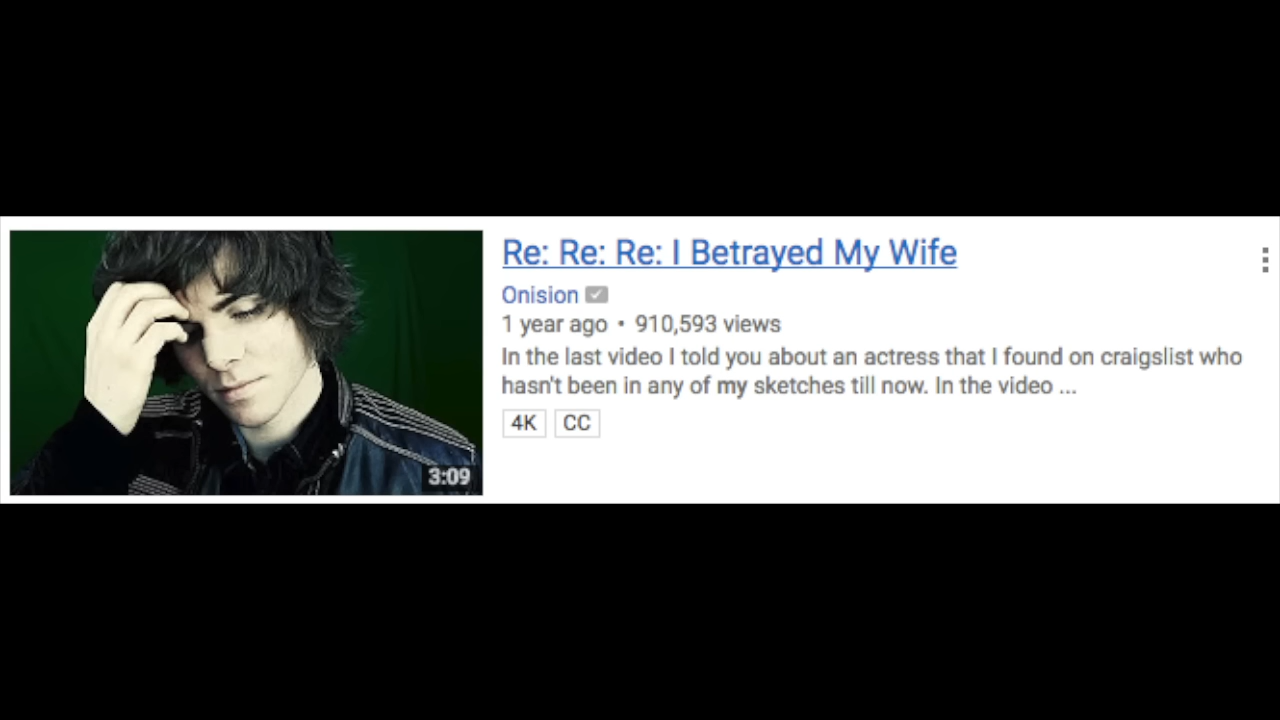 Re: Re: Re: I Betrayed My Wife
Onision
1 year ago • 910,593 views
In the last video I told you about an actress that I found on craigslist who
hasn't been in any of my sketches till now. In the video ...
4K CC
3:09